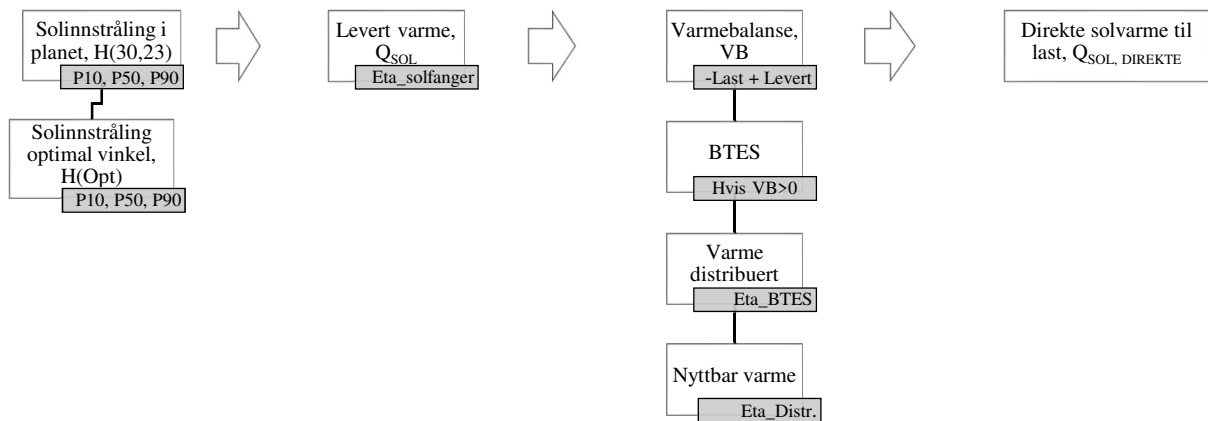 Solinnstråling i
planet, H(30,23)
P10, P50, P90
Solinnstråling
optimal vinkel,
H(Opt)
P10, P50, P90
Levert varme,
QSOL
Eta_solfanger
Varmebalanse,
VB
-Last + Levert
BTES
Hvis VB>0
Varme
distribuert
Eta_BTES
Nyttbar varme
Eta_Distr.
Direkte solvarme til
last, QSOL, DIREKTE